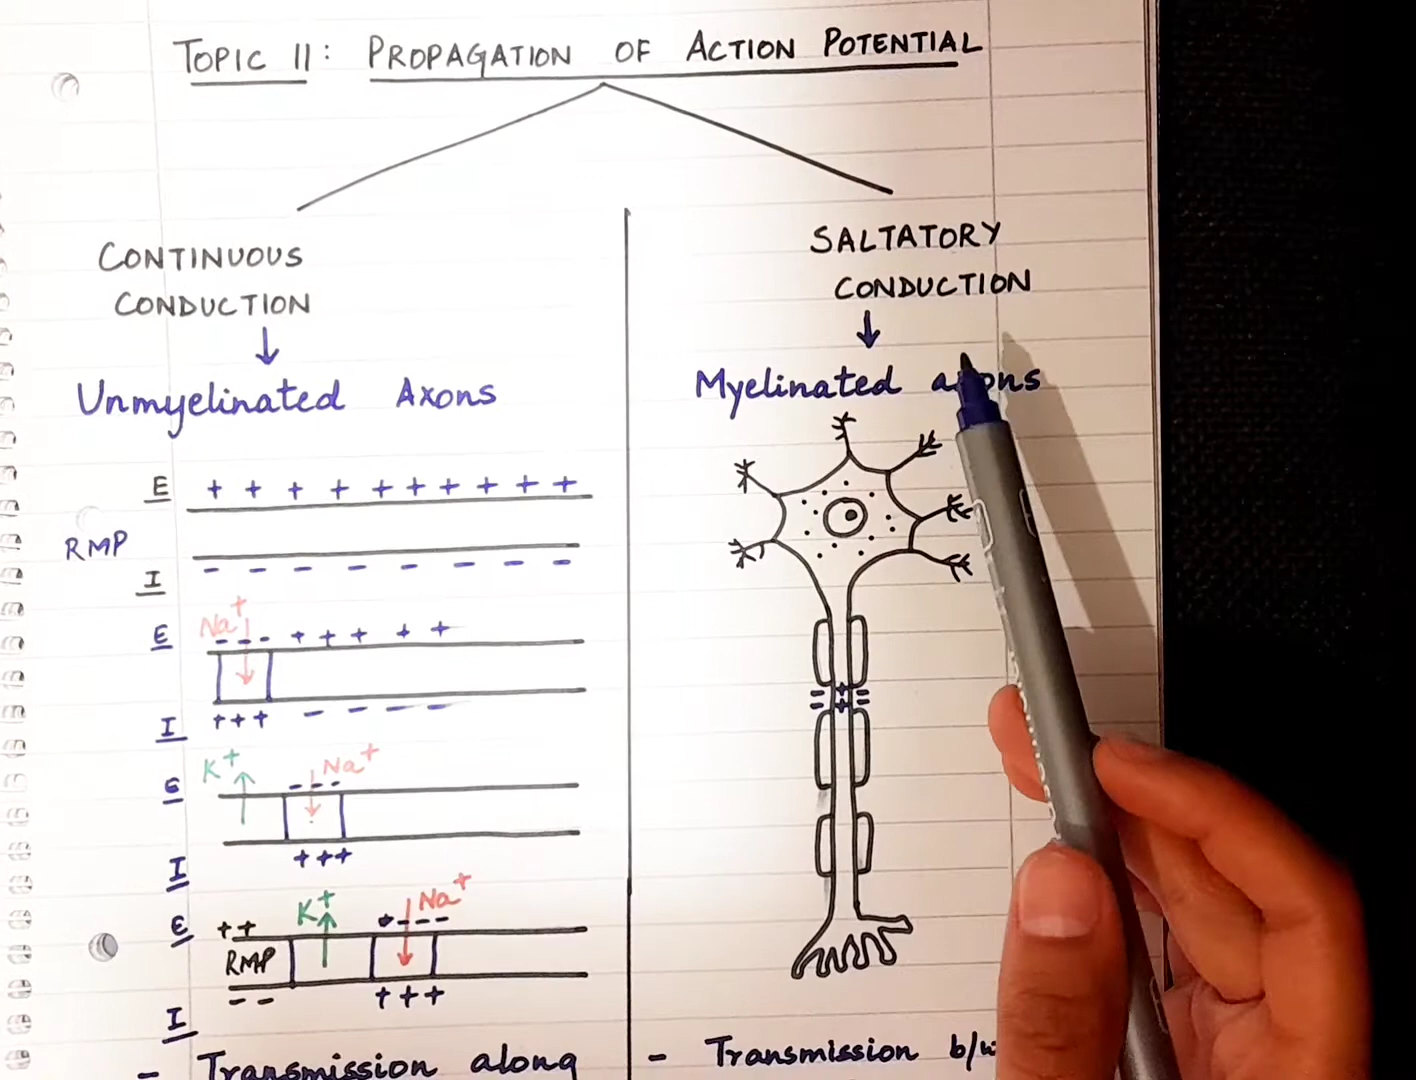 TOPIC 11: PROPAGATION OF ACTION POTENTIAL
CONTINUOUS
CONDUCTION
Unmyelinated Axons
E + + + + + + + + + +
RMP
I - - - - - - - -
Na+
E - - - + + + + +
I +++ - - - - -
K+ Na+
E - - -
I +++
K+ Na+
E ++ - - - -
RMP
-- +++
I
- Transmission along
SALTATORY
CONDUCTION
Myelinated axons
= + + =
- Transmission